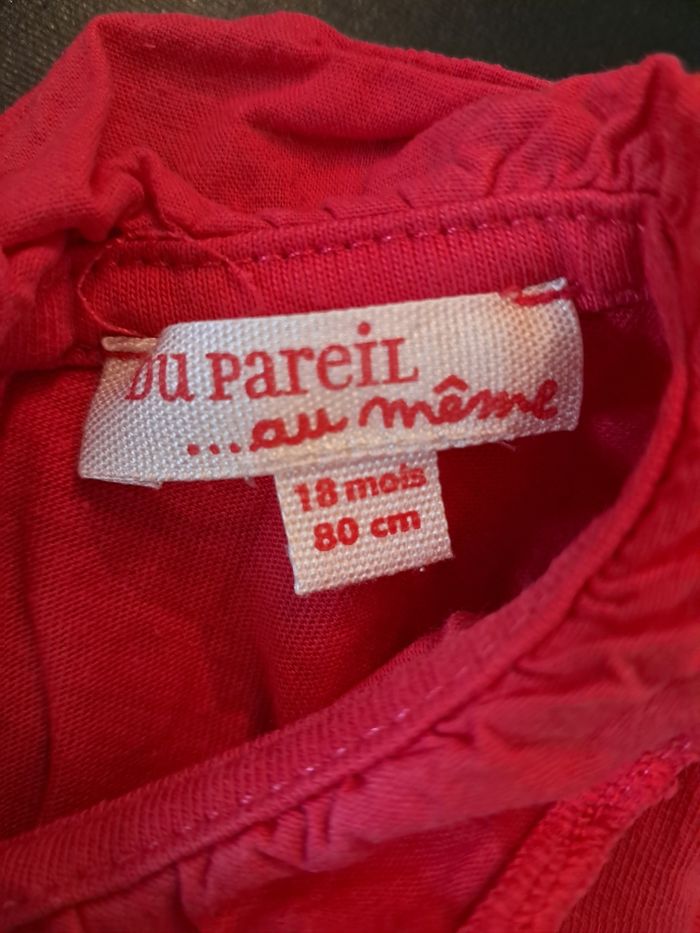 DU PareiL
...au même
18 mois
80 cm